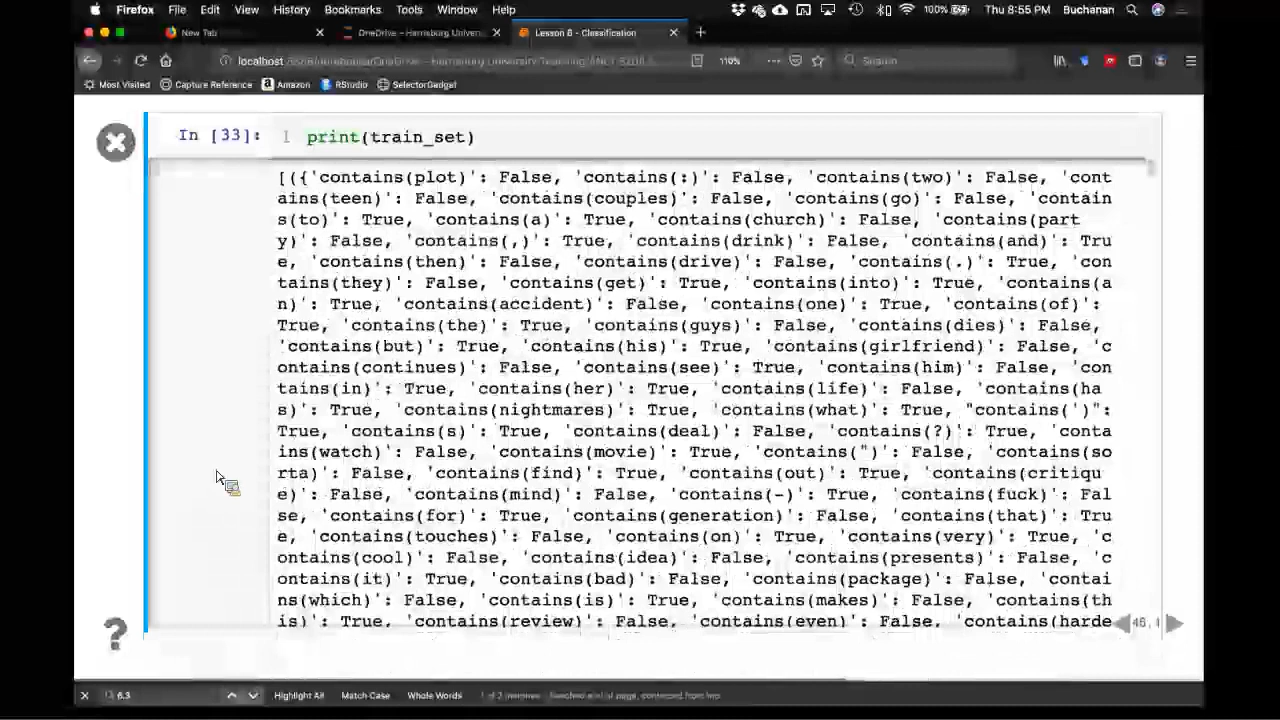 Firefox File Edit View History Bookmarks Tools Window Help 100% Thu 8:55 PM Buchanan
New Tab OneDrive – Harrisburg Univer Lesson 8 - Classification
localhost 110% Search
Most Visited Capture Reference Amazon RStudio SelectorGadget
In [33]: 1 print(train_set)
[({'contains(plot)': False, 'contains(:)': False, 'contains(two)': False, 'cont
ains(teen)': False, 'contains(couples)': False, 'contains(go)': False, 'contain
s(to)': True, 'contains(a)': True, 'contains(church)': False, 'contains(part
y)': False, 'contains(,)': True, 'contains(drink)': False, 'contains(and)': Tru
e, 'contains(then)': False, 'contains(drive)': False, 'contains(.)': True, 'con
tains(they)': False, 'contains(get)': True, 'contains(into)': True, 'contains(a
n)': True, 'contains(accident)': False, 'contains(one)': True, 'contains(of)':
True, 'contains(the)': True, 'contains(guys)': False, 'contains(dies)': False,
'contains(but)': True, 'contains(his)': True, 'contains(girlfriend)': False, 'c
ontains(continues)': False, 'contains(see)': True, 'contains(him)': False, 'con
tains(in)': True, 'contains(her)': True, 'contains(life)': False, 'contains(ha
s)': True, 'contains(nightmares)': True, 'contains(what)': True, "contains(')":
True, 'contains(s)': True, 'contains(deal)': False, 'contains(?)': True, 'conta
ins(watch)': False, 'contains(movie)': True, 'contains(")': False, 'contains(so
rta)': False, 'contains(find)': True, 'contains(out)': True, 'contains(critiqu
e)': False, 'contains(mind)': False, 'contains(-)': True, 'contains(fuck)': Fal
se, 'contains(for)': True, 'contains(generation)': False, 'contains(that)': Tru
e, 'contains(touches)': False, 'contains(on)': True, 'contains(very)': True, 'c
ontains(cool)': False, 'contains(idea)': False, 'contains(presents)': False, 'c
ontains(it)': True, 'contains(bad)': False, 'contains(package)': False, 'contai
ns(which)': False, 'contains(is)': True, 'contains(makes)': False, 'contains(th
is)': True, 'contains(review)': False, 'contains(even)': False, 'contains(harde
?
6.3 Highlight All Match Case Whole Words